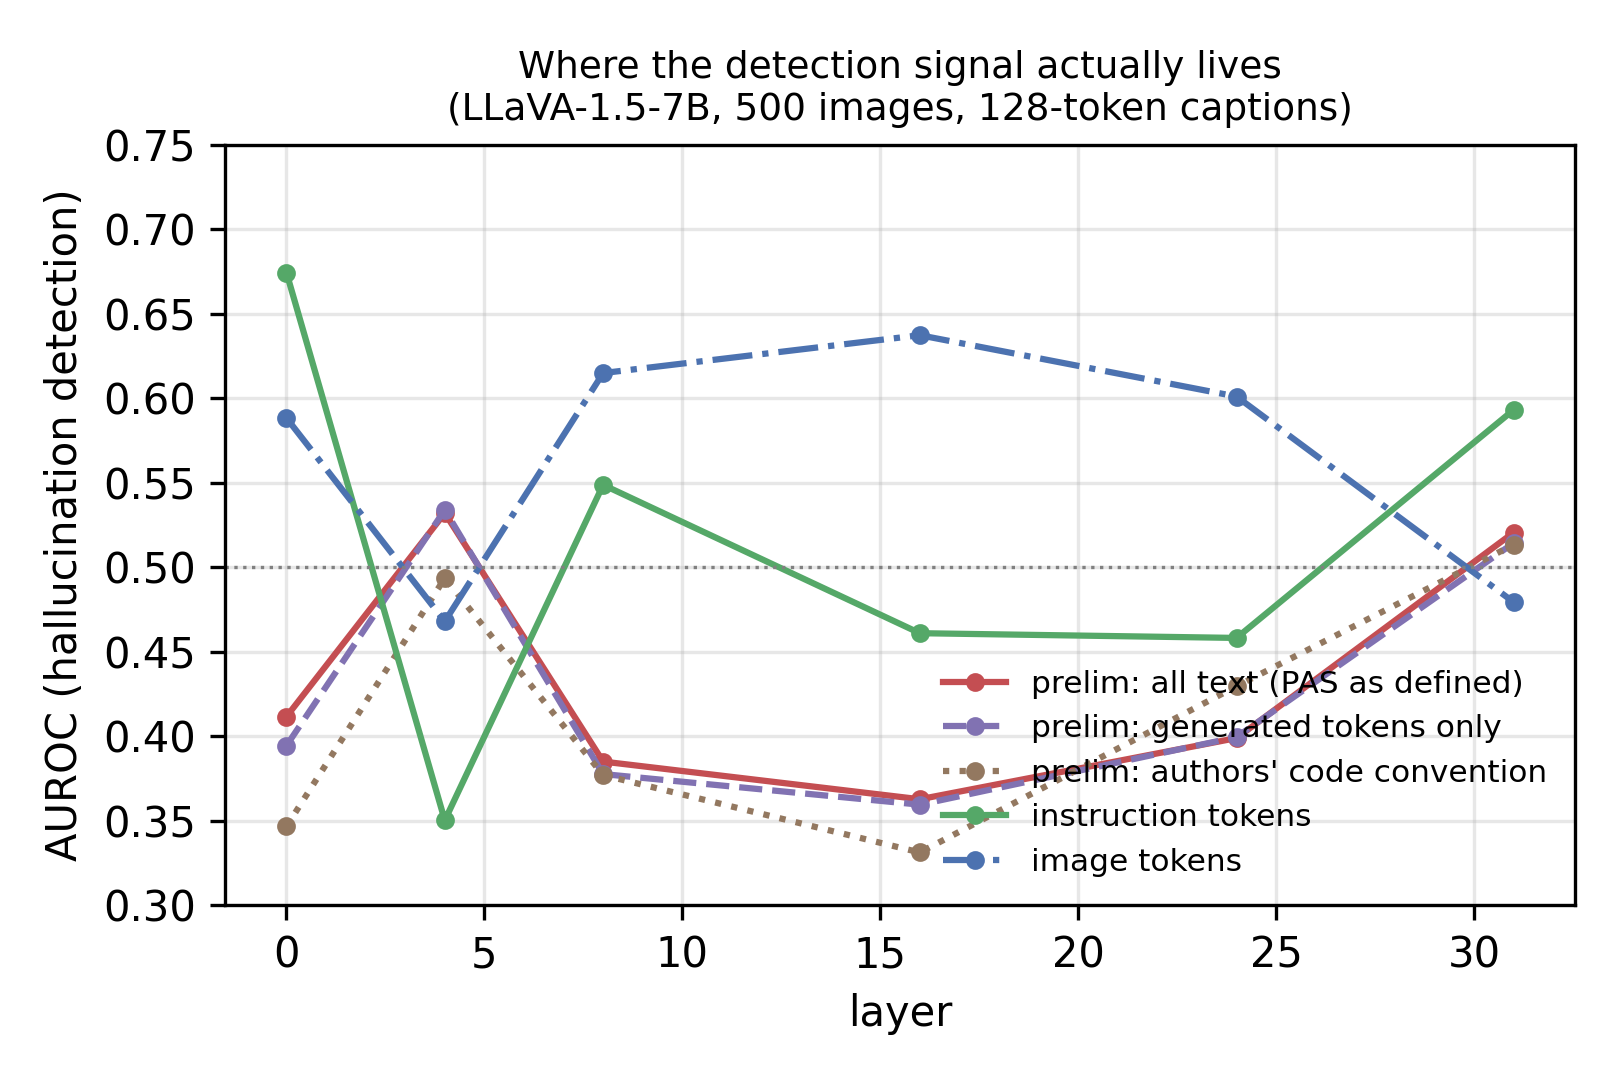 Where the detection signal actually lives
(LLaVA-1.5-7B, 500 images, 128-token captions)
AUROC (hallucination detection)
0.75
0.70
0.65
0.60
0.55
0.50
0.45
0.40
0.35
0.30
prelim: all text (PAS as defined)
prelim: generated tokens only
prelim: authors' code convention
instruction tokens
image tokens
0 5 10 15 20 25 30
layer